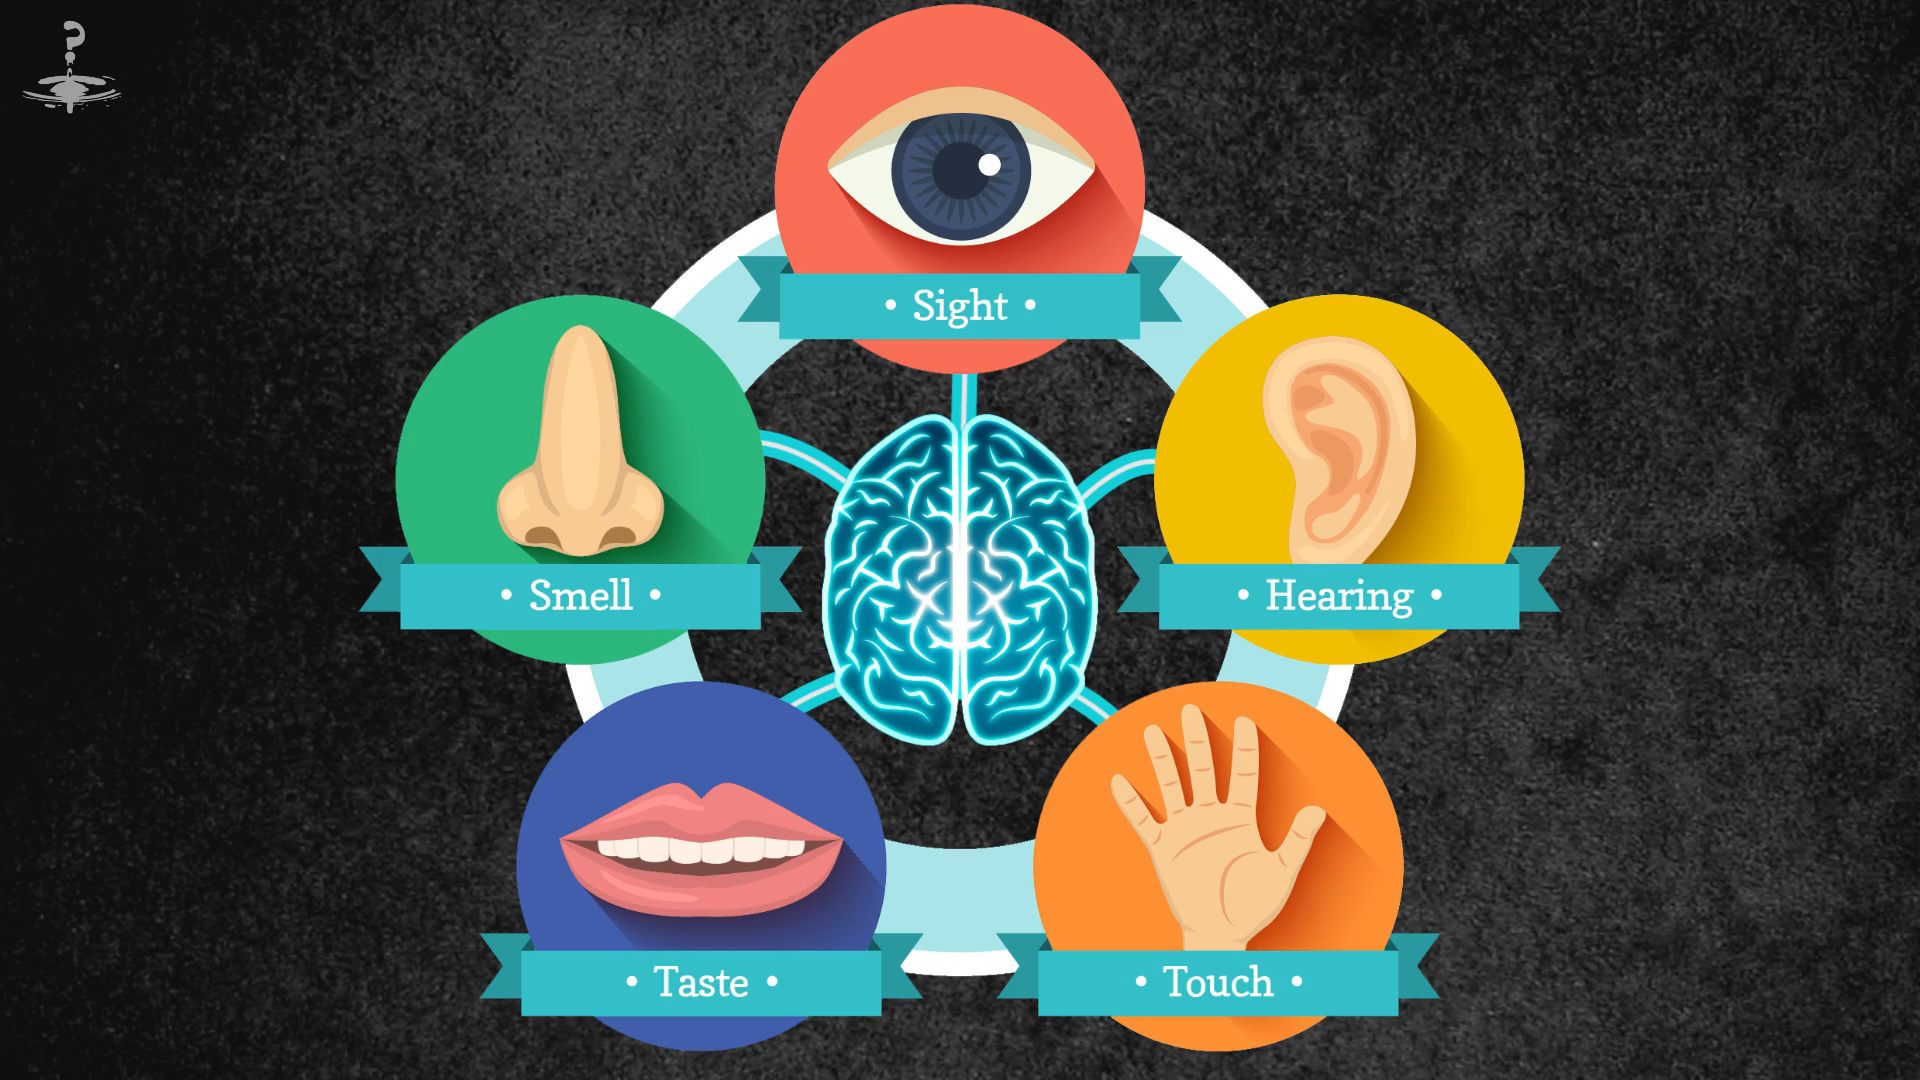 • Sight •
• Smell •
• Hearing •
• Taste •
• Touch •